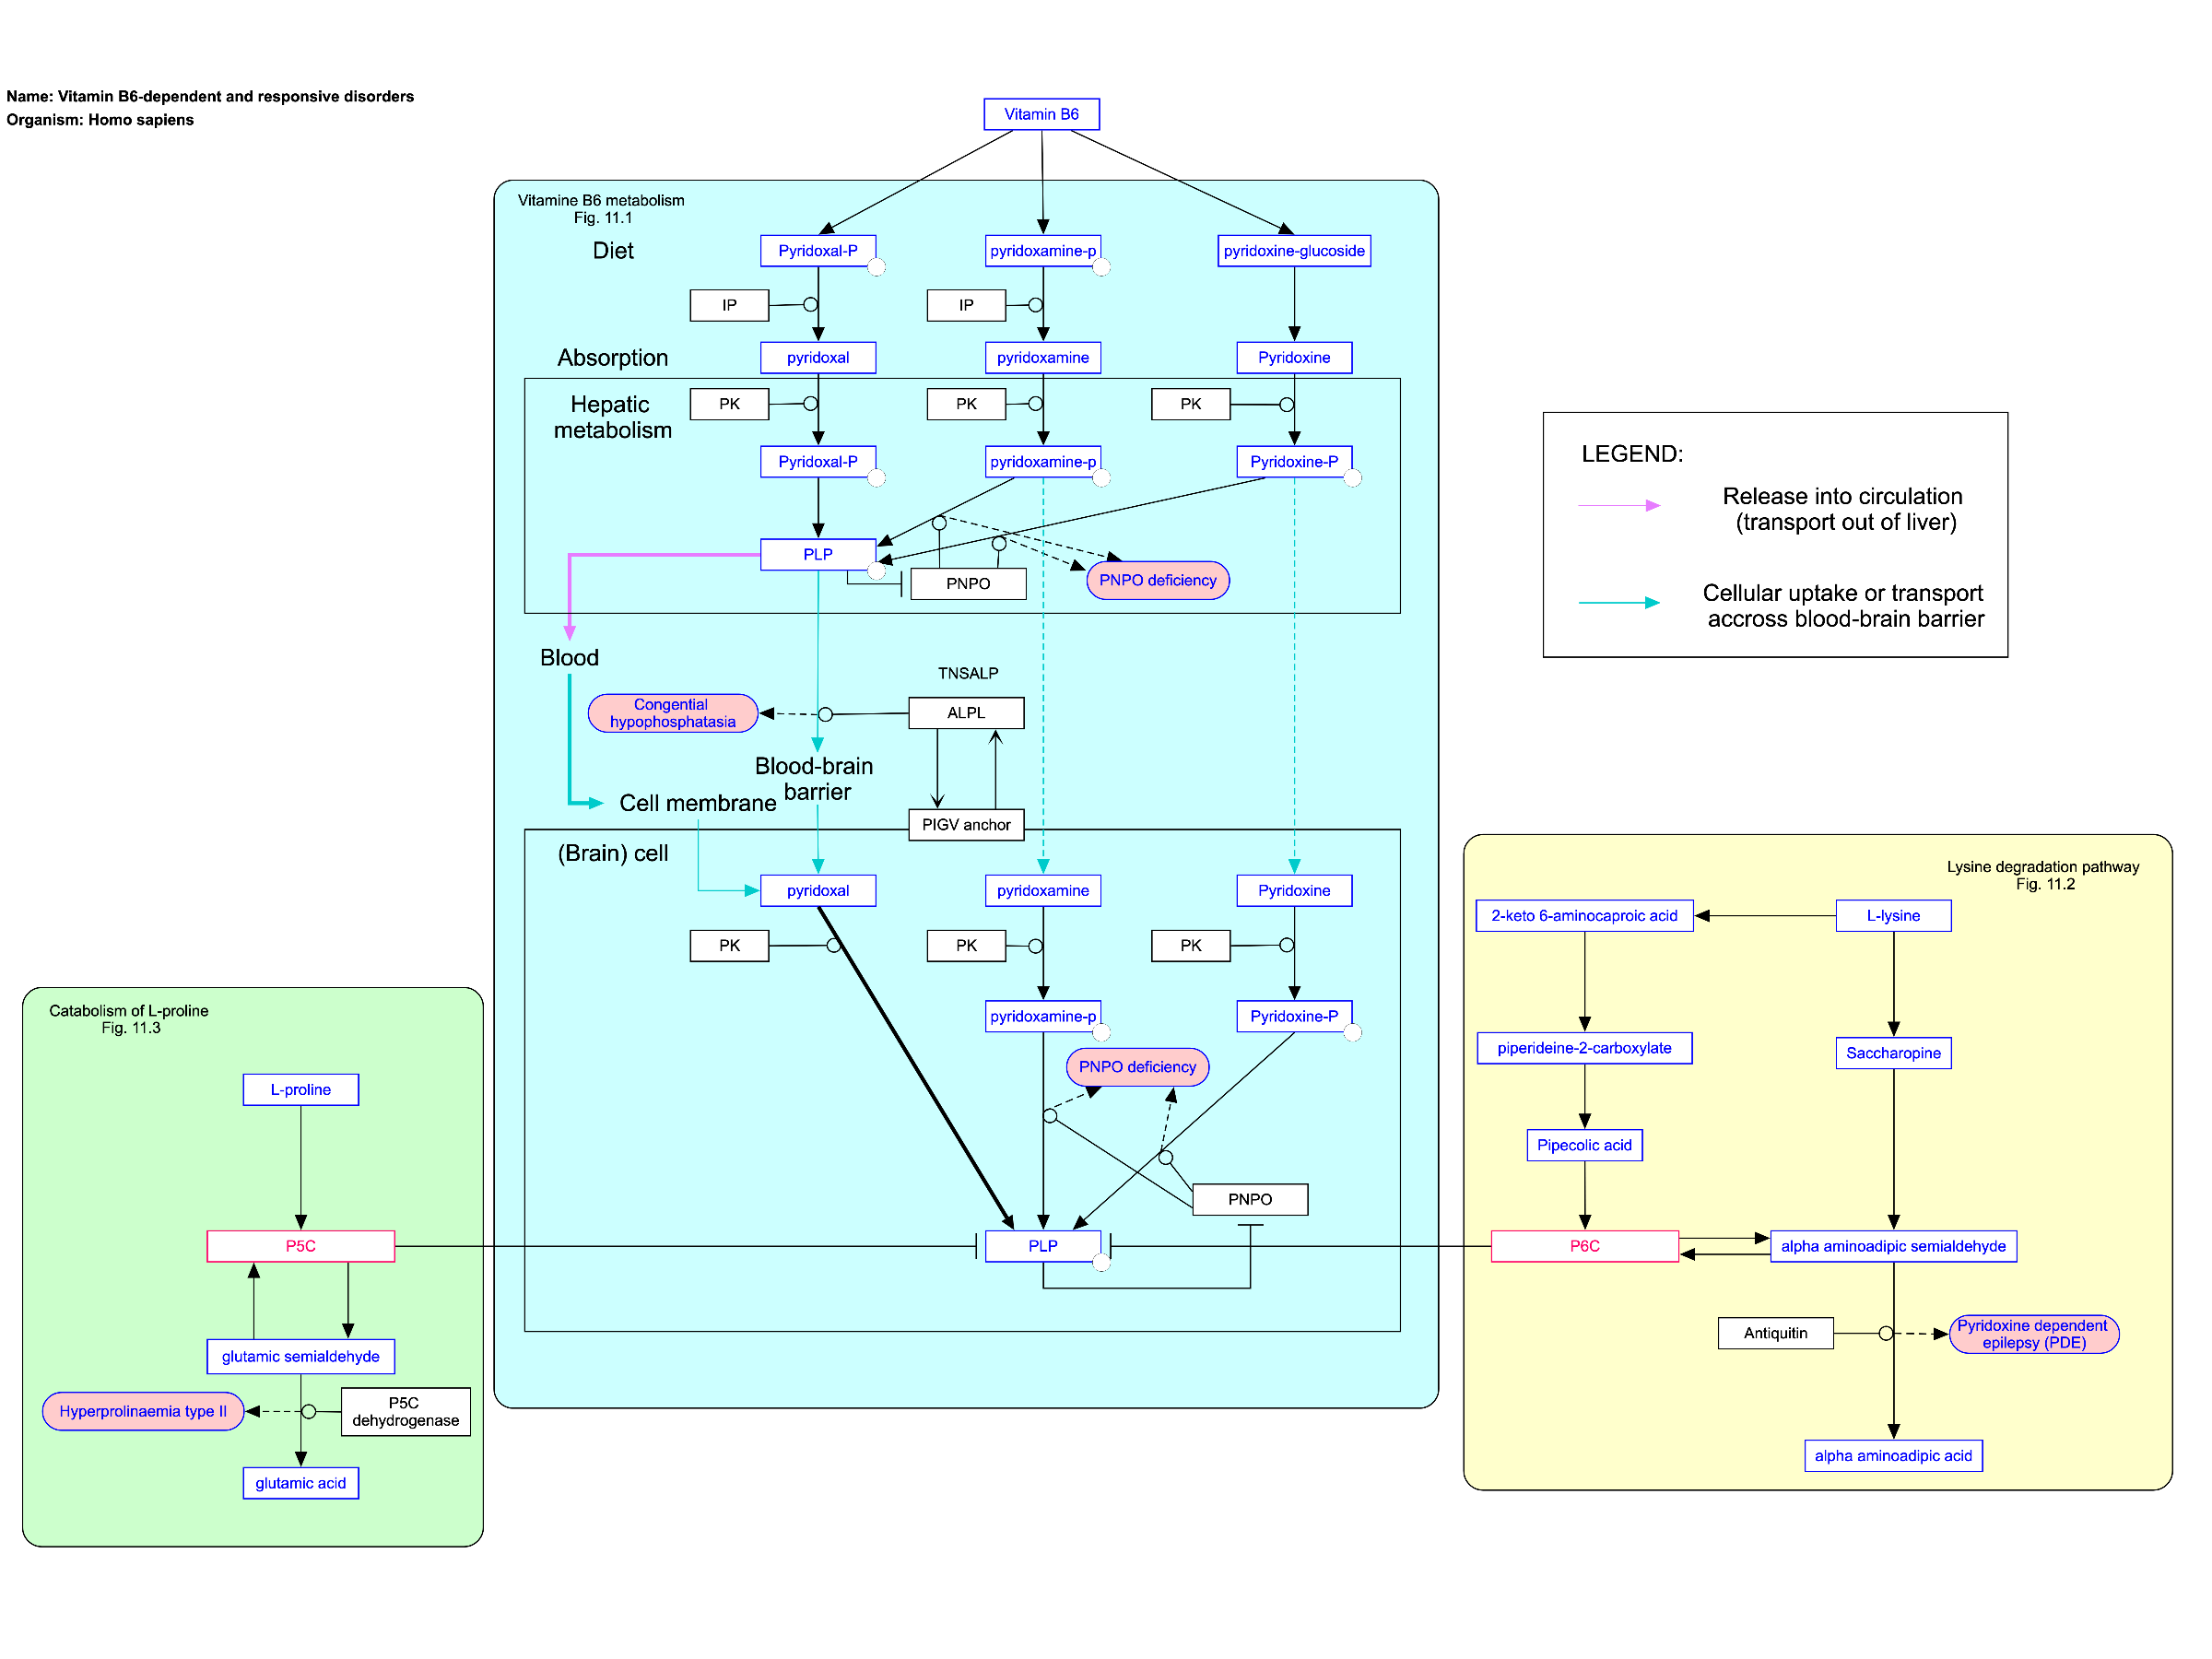 Name: Vitamin B6-dependent and responsive disorders
Organism: Homo sapiens
Vitamin B6
Vitamine B6 metabolism
Fig. 11.1
Diet
Pyridoxal-P
pyridoxamine-p
pyridoxine-glucoside
IP
IP
Absorption
pyridoxal
pyridoxamine
Pyridoxine
Hepatic
metabolism
PK
PK
PK
Pyridoxal-P
pyridoxamine-p
Pyridoxine-P
PLP
PNPO
PNPO deficiency
LEGEND:
Release into circulation
(transport out of liver)
Cellular uptake or transport
accross blood-brain barrier
Blood
TNSALP
Congential
hypophosphatasia
ALPL
Blood-brain
barrier
Cell membrane
PIGV anchor
(Brain) cell
pyridoxal
pyridoxamine
Pyridoxine
PK
PK
PK
pyridoxamine-p
Pyridoxine-P
PNPO deficiency
PNPO
PLP
Lysine degradation pathway
Fig. 11.2
2-keto 6-aminocaproic acid
L-lysine
piperideine-2-carboxylate
Saccharopine
Pipecolic acid
P6C
alpha aminoadipic semialdehyde
Antiquitin
Pyridoxine dependent
epilepsy (PDE)
alpha aminoadipic acid
Catabolism of L-proline
Fig. 11.3
L-proline
P5C
glutamic semialdehyde
Hyperprolinaemia type II
P5C
dehydrogenase
glutamic acid